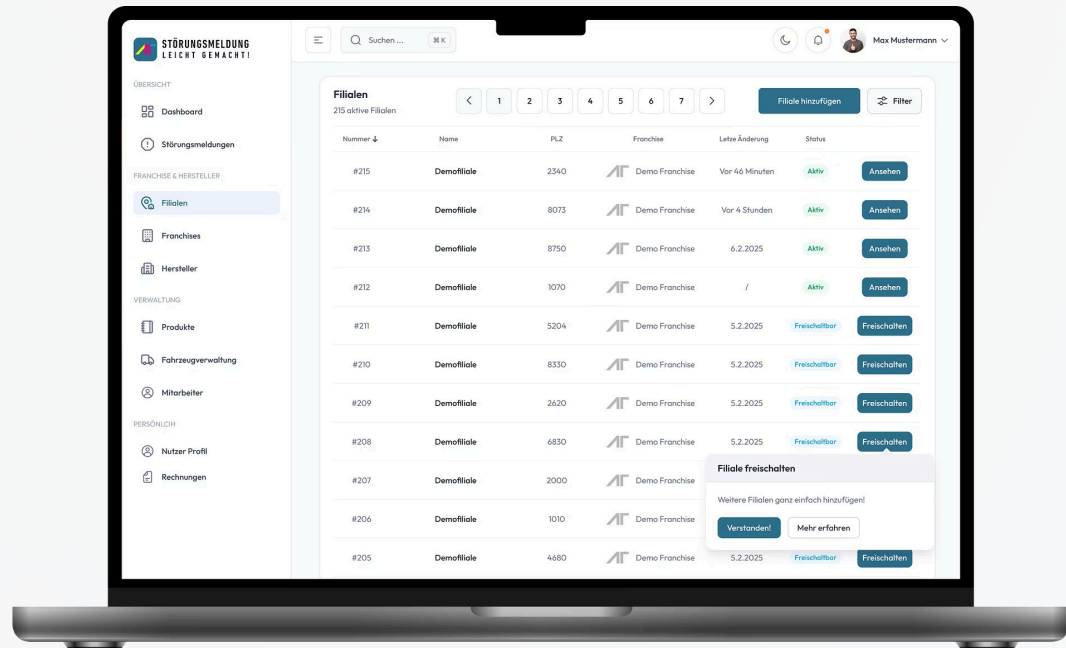 STÖRUNGSMELDUNG
LEICHT GEMACHT!
Suchen ...
⌘ K
Max Mustermann
ÜBERSICHT
Dashboard
Störungsmeldungen
FRANCHISE & HERSTELLER
Filialen
Franchises
Hersteller
VERWALTUNG
Produkte
Fahrzeugverwaltung
Mitarbeiter
PERSÖNLCIH
Nutzer Profil
Rechnungen
Filialen
215 aktive Filialen
1 2 3 4 5 6 7
Filiale hinzufügen
Filter
Nummer ↓ Name PLZ Franchise Letze Änderung Status
#215 Demofiliale 2340 Demo Franchise Vor 46 Minuten Aktiv Ansehen
#214 Demofiliale 8073 Demo Franchise Vor 4 Stunden Aktiv Ansehen
#213 Demofiliale 8750 Demo Franchise 6.2.2025 Aktiv Ansehen
#212 Demofiliale 1070 Demo Franchise / Aktiv Ansehen
#211 Demofiliale 5204 Demo Franchise 5.2.2025 Freischaltbar Freischalten
#210 Demofiliale 8330 Demo Franchise 5.2.2025 Freischaltbar Freischalten
#209 Demofiliale 2620 Demo Franchise 5.2.2025 Freischaltbar Freischalten
#208 Demofiliale 6830 Demo Franchise 5.2.2025 Freischaltbar Freischalten
#207 Demofiliale 2000 Demo Franchise
#206 Demofiliale 1010 Demo Franchise
#205 Demofiliale 4680 Demo Franchise 5.2.2025 Freischaltbar Freischalten
Filiale freischalten
Weitere Filialen ganz einfach hinzufügen!
Verstanden!
Mehr erfahren